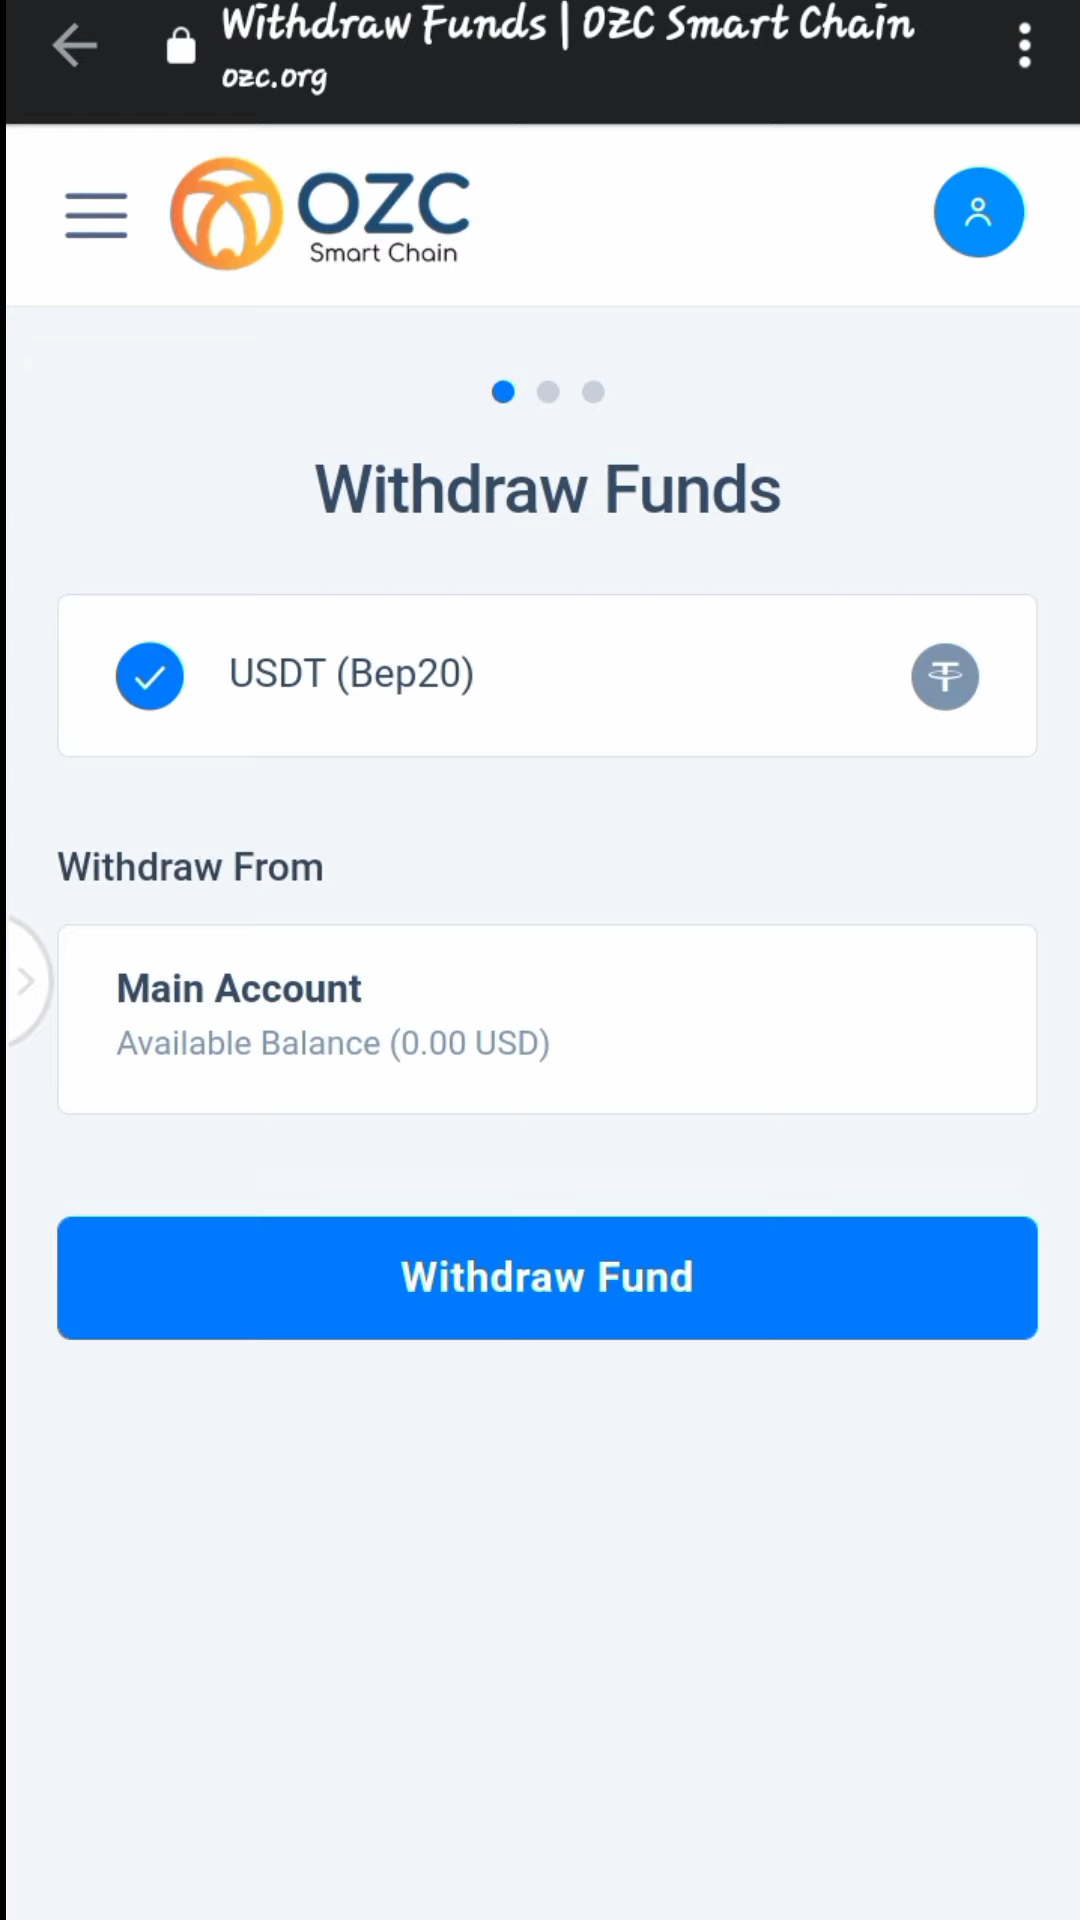 Withdraw Funds | OZC Smart Chain
ozc.org
OZC
Smart Chain
Withdraw Funds
USDT (Bep20)
Withdraw From
Main Account
Available Balance (0.00 USD)
Withdraw Fund